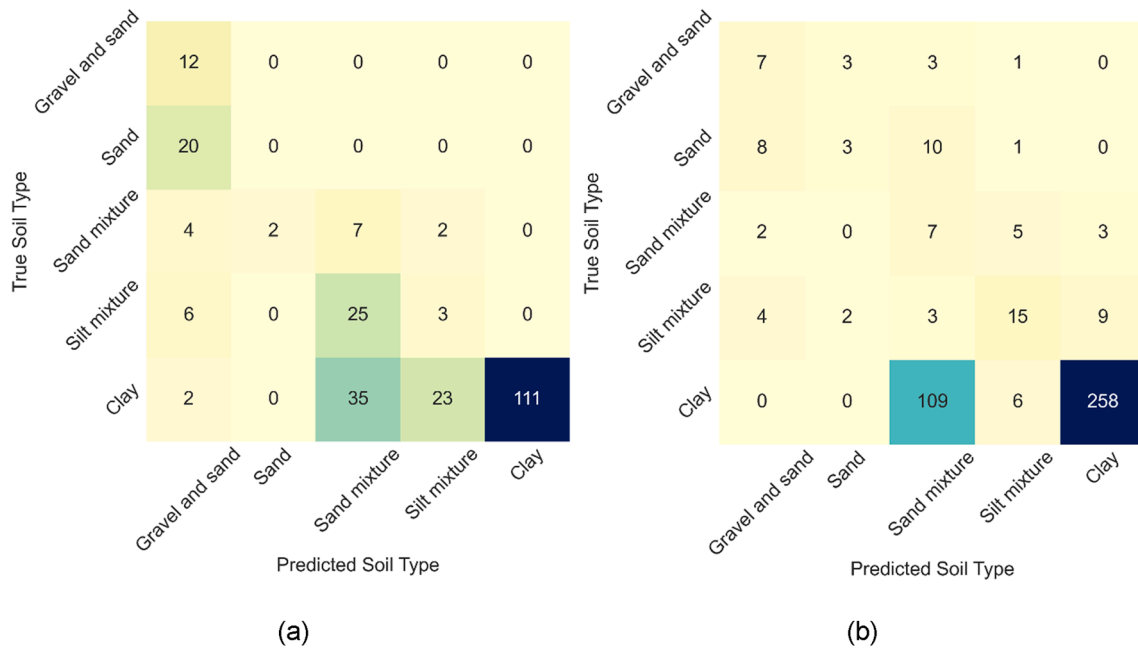 True Soil Type
Gravel and sand
12 0 0 0 0
Sand
20 0 0 0 0
Sand mixture
4 2 7 2 0
Silt mixture
6 0 25 3 0
Clay
2 0 35 23 111
Gravel and sand
Sand
Sand mixture
Silt mixture
Clay
Predicted Soil Type
(a)
True Soil Type
Gravel and sand
7 3 3 1 0
Sand
8 3 10 1 0
Sand mixture
2 0 7 5 3
Silt mixture
4 2 3 15 9
Clay
0 0 109 6 258
Gravel and sand
Sand
Sand mixture
Silt mixture
Clay
Predicted Soil Type
(b)